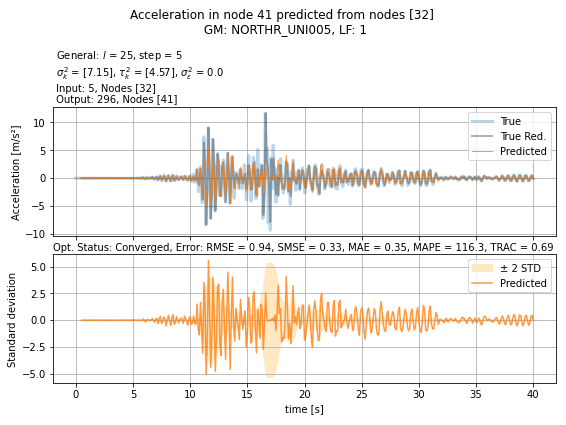 Acceleration in node 41 predicted from nodes [32]
GM: NORTHR_UNI005, LF: 1
General: l = 25, step = 5
σ²ₖ = [7.15], τ²ₖ = [4.57], σ²ε = 0.0
Input: 5, Nodes [32]
Output: 296, Nodes [41]
Acceleration [m/s²]
10
5
0
−5
−10
True
True Red.
Predicted
Opt. Status: Converged, Error: RMSE = 0.94, SMSE = 0.33, MAE = 0.35, MAPE = 116.3, TRAC = 0.69
Standard deviation
5.0
2.5
0.0
−2.5
−5.0
± 2 STD
Predicted
0 5 10 15 20 25 30 35 40
time [s]